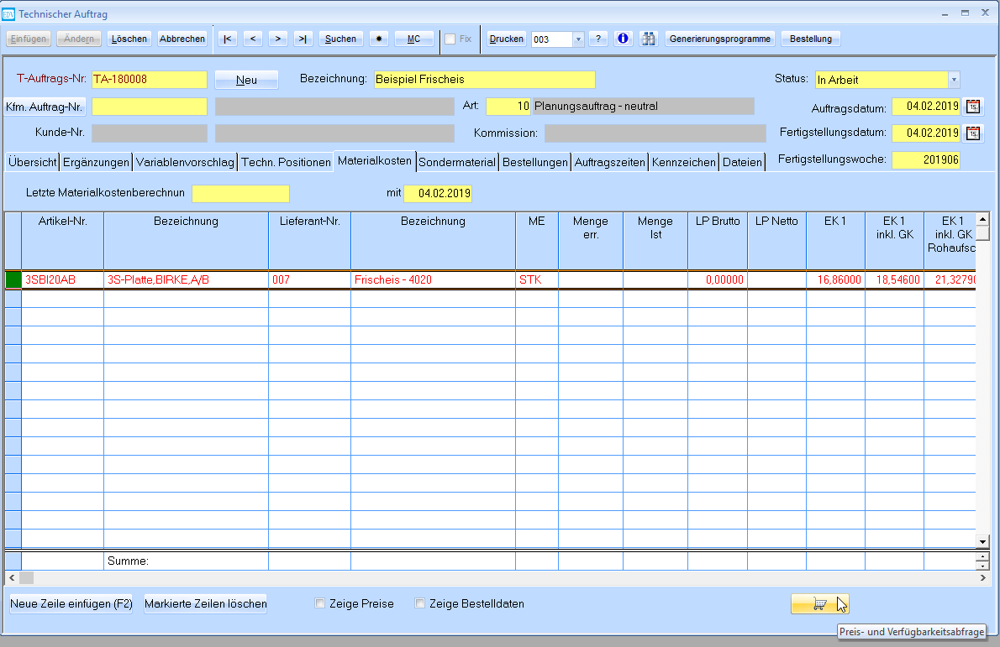 EDV Technischer Auftrag
Einfügen Ändern Löschen Abbrechen |< < > >| Suchen * MC Fix Drucken 003 ? Generierungsprogramme Bestellung
T-Auftrags-Nr: TA-180008 Neu Bezeichnung: Beispiel Frischeis Status: In Arbeit
Kfm. Auftrag-Nr. Art: 10 Planungsauftrag - neutral Auftragsdatum: 04.02.2019 15
Kunde-Nr. Kommission: Fertigstellungsdatum: 04.02.2019 15
Übersicht Ergänzungen Variablenvorschlag Techn. Positionen Materialkosten Sondermaterial Bestellungen Auftragszeiten Kennzeichen Dateien Fertigstellungswoche: 201906
Letzte Materialkostenberechnun mit 04.02.2019
Artikel-Nr. Bezeichnung Lieferant-Nr. Bezeichnung ME Menge Menge LP Brutto LP Netto EK 1 EK 1 EK 1
err. Ist inkl. GK inkl. GK
Rohaufsc
3SBI20AB 3S-Platte,BIRKE,A/B 007 Frischeis - 4020 STK 0,00000 16,86000 18,54600 21,32790
Summe:
Neue Zeile einfügen (F2) Markierte Zeilen löschen Zeige Preise Zeige Bestelldaten
Preis- und Verfügbarkeitsabfrage